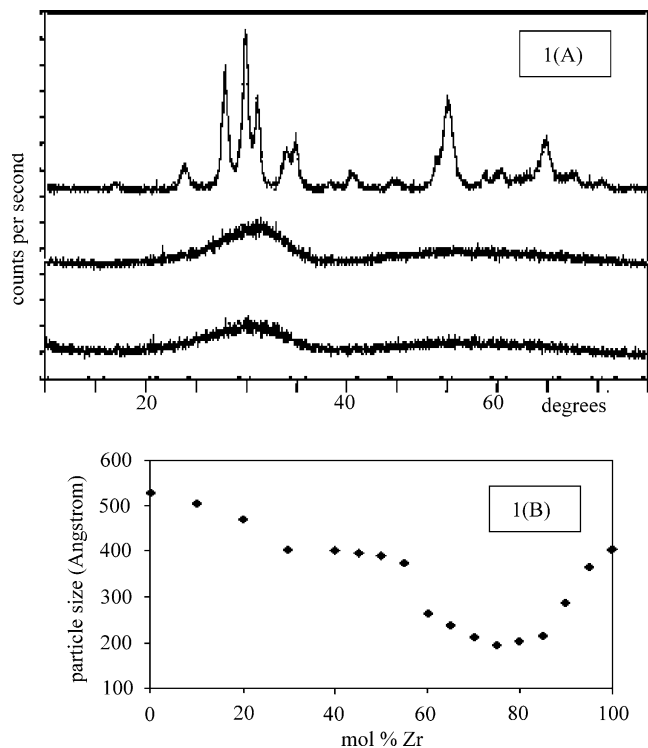 1(A)
counts per second
20 40 60 degrees
600
500
400
300
200
100
particle size (Angstrom)
1(B)
0 20 40 60 80 100
mol % Zr